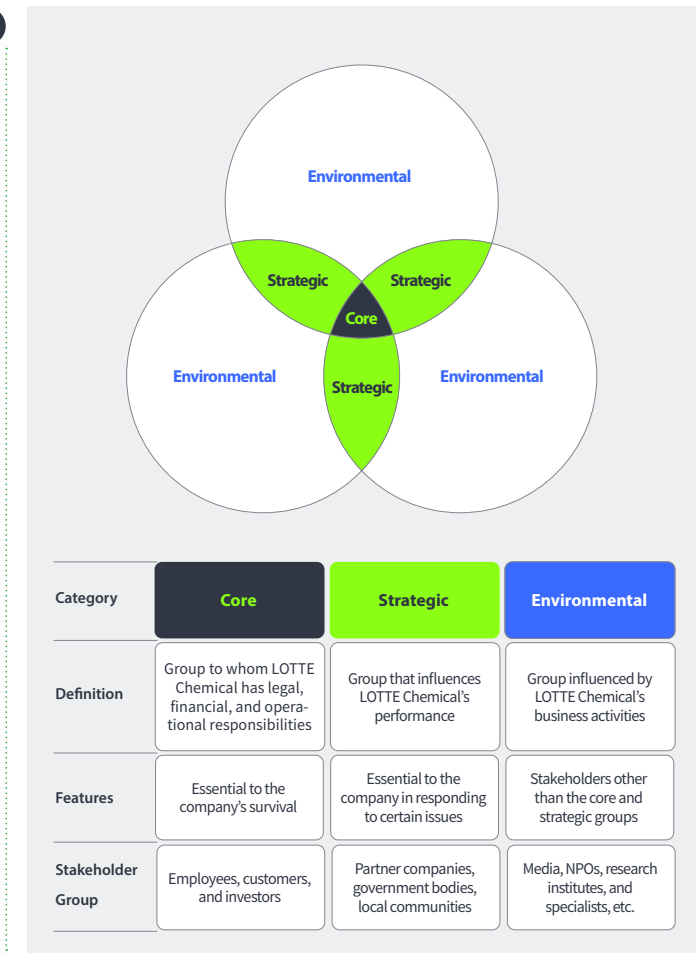 Environmental
Strategic
Strategic
Core
Environmental
Strategic
Environmental
Category
Core
Strategic
Environmental
Definition
Group to whom LOTTE
Chemical has legal,
financial, and opera-
tional responsibilities
Group that influences
LOTTE Chemical’s
performance
Group influenced by
LOTTE Chemical’s
business activities
Features
Essential to the
company’s survival
Essential to the
company in responding
to certain issues
Stakeholders other
than the core and
strategic groups
Stakeholder
Group
Employees, customers,
and investors
Partner companies,
government bodies,
local communities
Media, NPOs, research
institutes, and
specialists, etc.